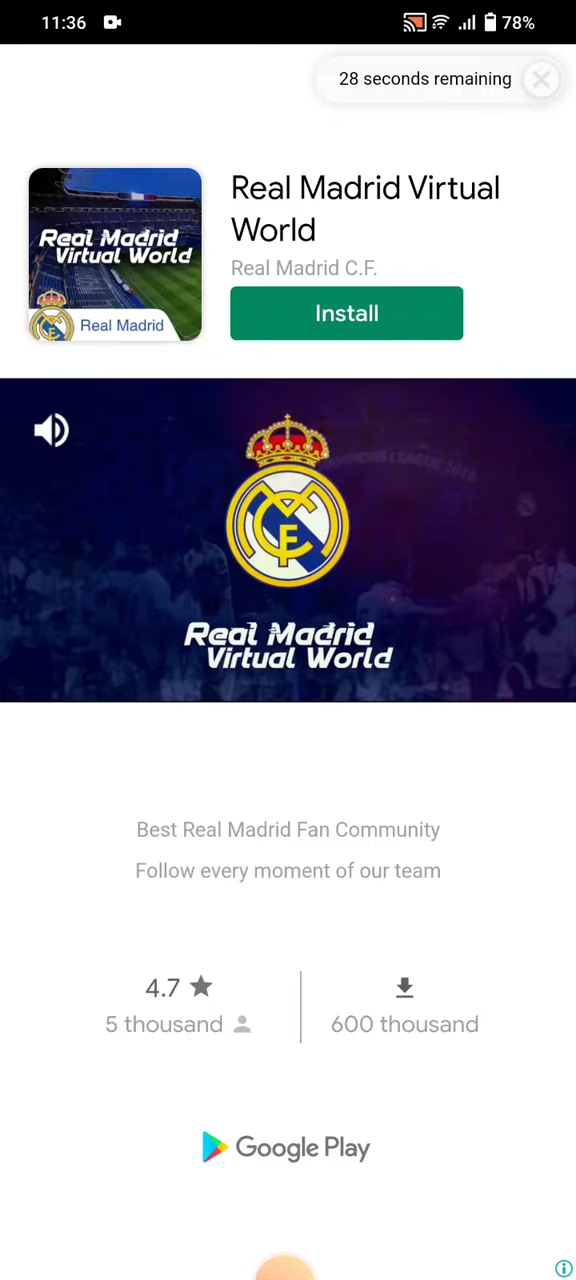 11:36
78%
28 seconds remaining
Real Madrid Virtual
World
Real Madrid C.F.
Install
Real Madrid
Virtual World
Real Madrid
Real Madrid
Virtual World
Best Real Madrid Fan Community
Follow every moment of our team
4.7
5 thousand
600 thousand
Google Play